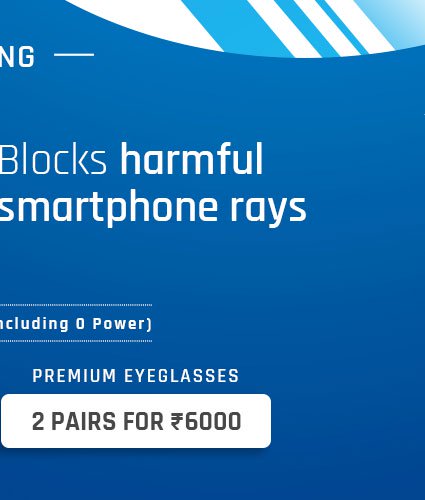 NG
Blocks harmful
smartphone rays
ncluding 0 Power)
PREMIUM EYEGLASSES
2 PAIRS FOR ₹6000